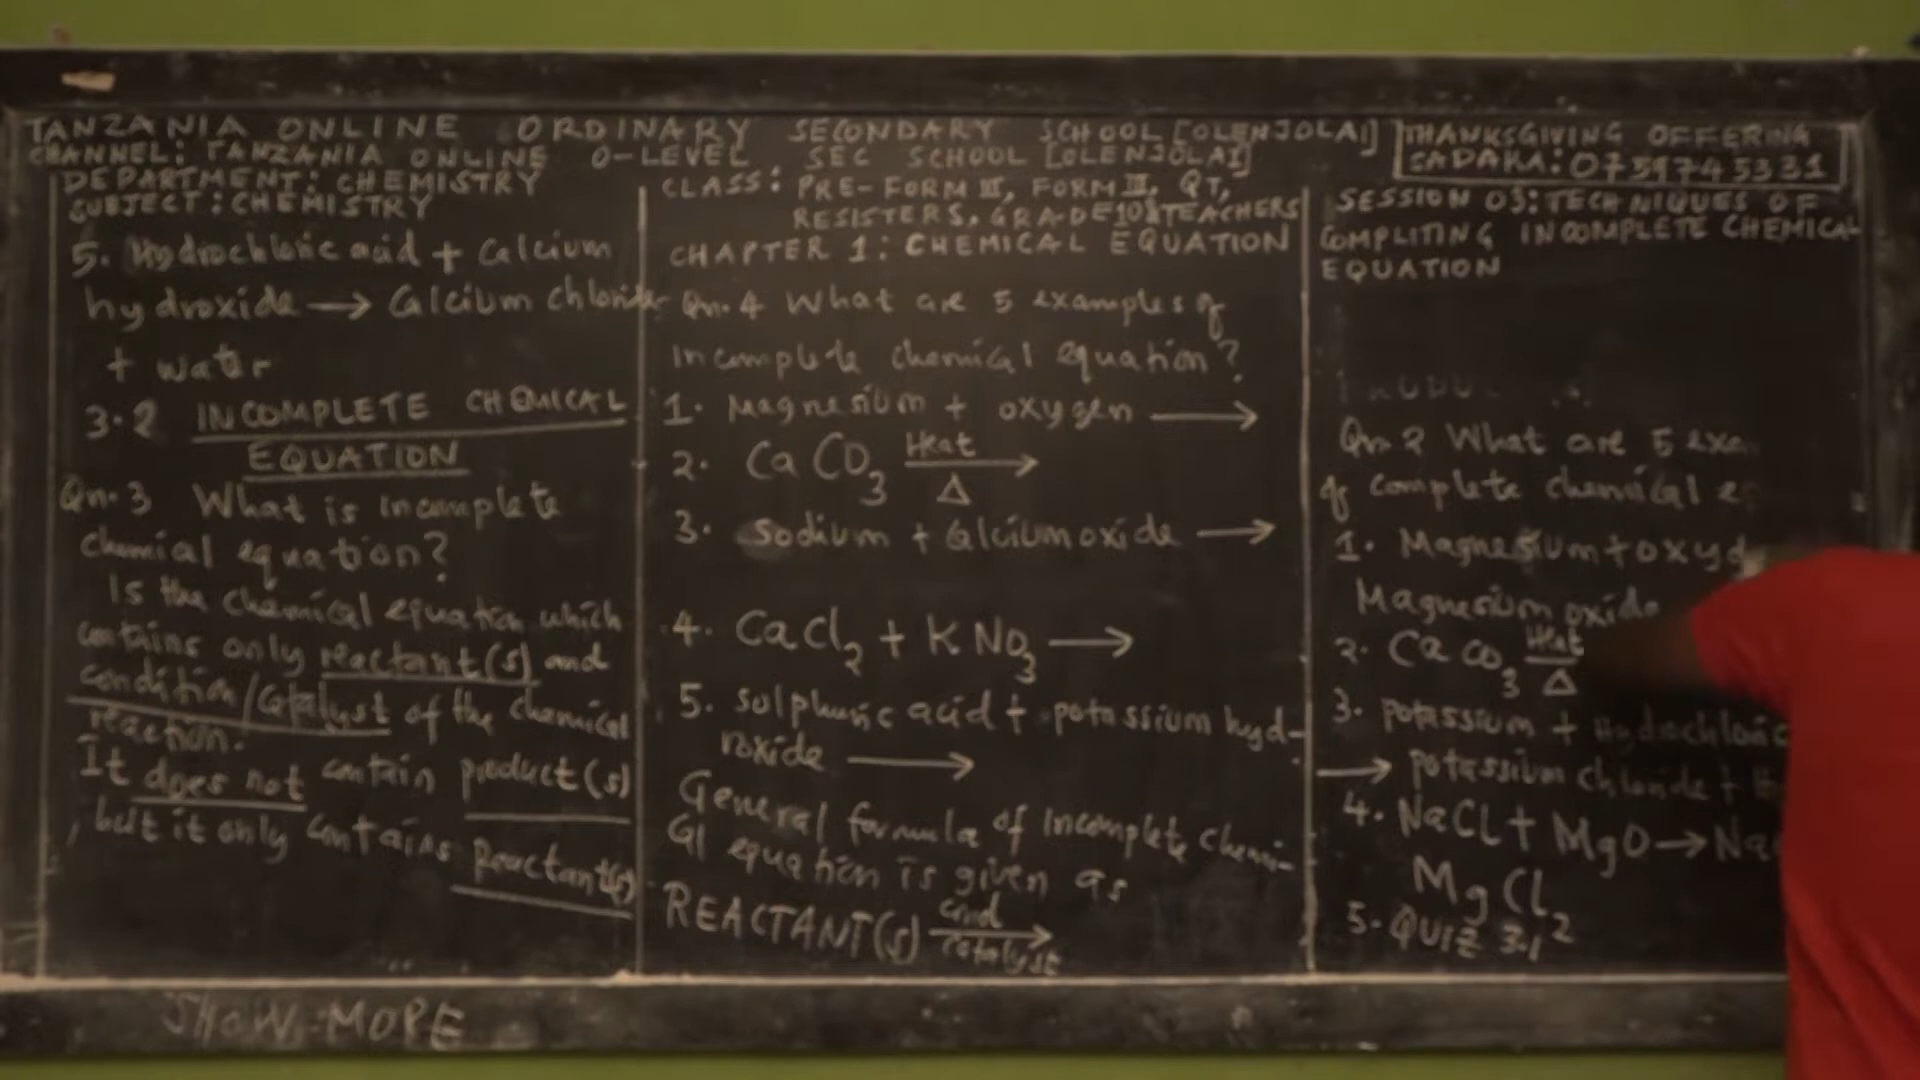 TANZANIA ONLINE ORDINARY SECONDARY SCHOOL [OLENJOLAI]
CHANNEL: TANZANIA ONLINE O-LEVEL SEC SCHOOL [OLENJOLAI]
THANKSGIVING OFFERING
SADAKA: 0759745331
DEPARTMENT: CHEMISTRY
SUBJECT: CHEMISTRY
5. Hydrochloric acid + Calcium
hydroxide → Calcium chloride
+ water
3.2 INCOMPLETE CHEMICAL
EQUATION
Qn.3 What is incomplete
chemial equation?
Is the chemical equation which
contains only reactant(s) and
condition/catalyst of the chemical
reaction.
It does not contain product(s)
, but it only contains Reactant(s)
CLASS: PRE-FORM III, FORM III, QT,
RESISTERS, GRADE 10 & TEACHERS
CHAPTER 1: CHEMICAL EQUATION
Qn.4 What are 5 examples of
incomplete chemical equation?
1. Magnesium + oxygen →
2. CaCO3 Heat → Δ
3. Sodium + Calcium oxide →
4. CaCl2 + KNO3 →
5. sulphuric acid + potassium hyd-
roxide →
General formula of incomplete chemi-
cal equation is given as
REACTANT(s) cond → catalyst
SESSION 03: TECHNIQUES OF
COMPLITING INCOMPLETE CHEMICAL
EQUATION
Qn 2 What are 5 exa
of complete chemical e
1. Magnesium + oxyg
Magnesium oxide
2. CaCO3 Heat Δ
3. potassium + Hydrochloric
→ potassium chloride + H
4. NaCl + MgO → Na
MgCl2
5. QUIZ 3.1
SHOW MORE